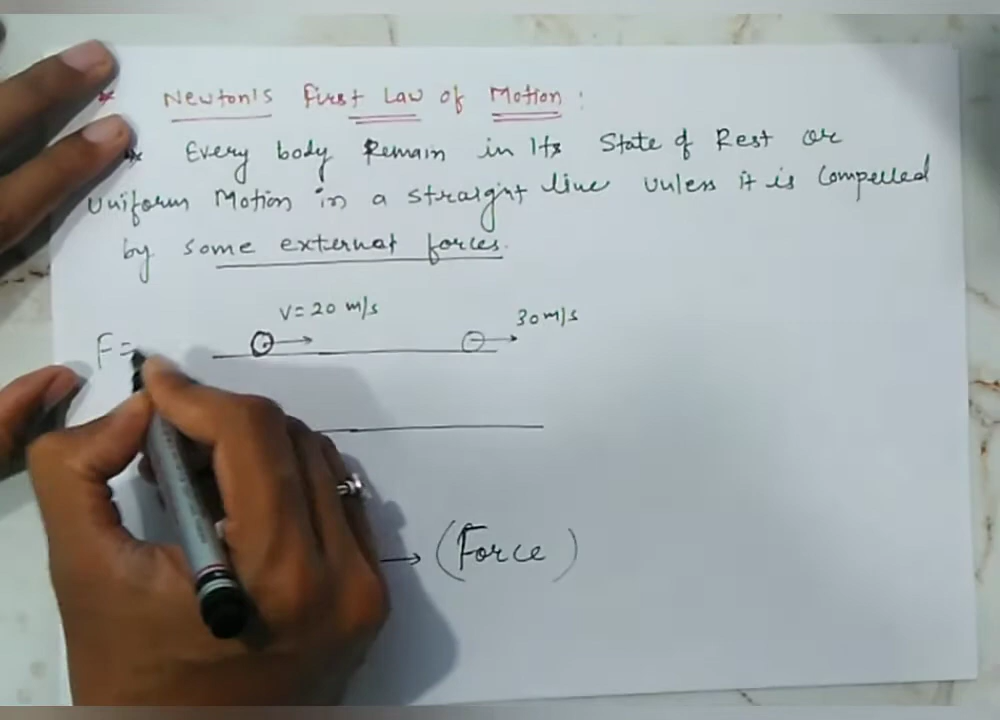 * Newton's First Law of Motion :
* Every body Remain in Its State of Rest or
Uniform Motion in a straight line unless it is Compelled
by some external forces.
V = 20 m/s
30 m/s
F =
→ (Force)